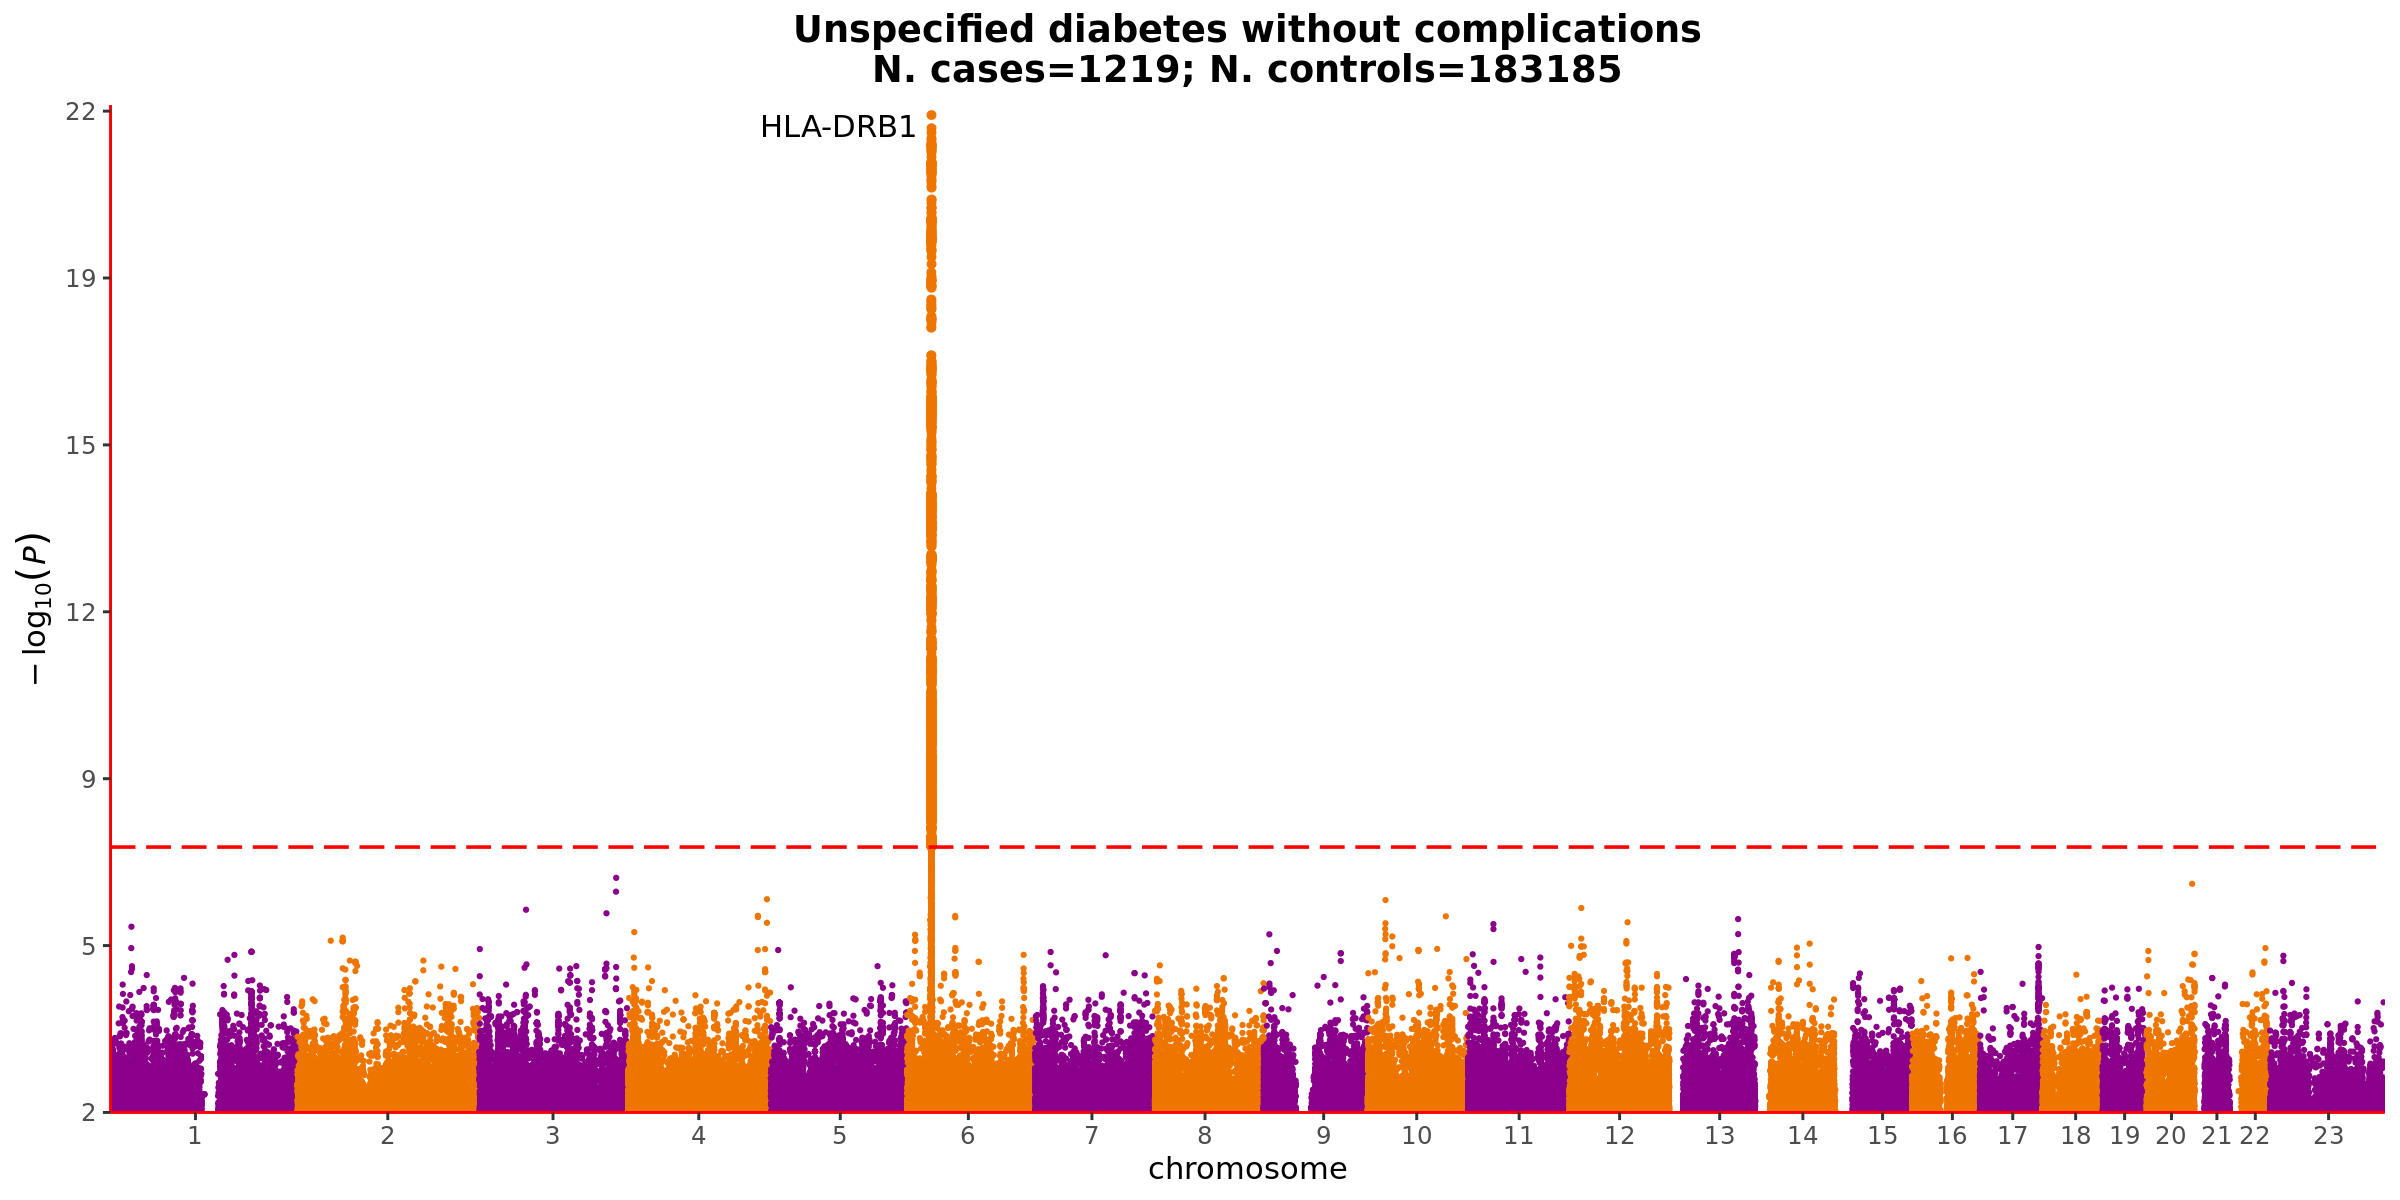 Unspecified diabetes without complications
N. cases=1219; N. controls=183185
HLA-DRB1
22
19
15
12
9
5
2
−log10(P)
1 2 3 4 5 6 7 8 9 10 11 12 13 14 15 16 17 18 19 20 21 22 23
chromosome